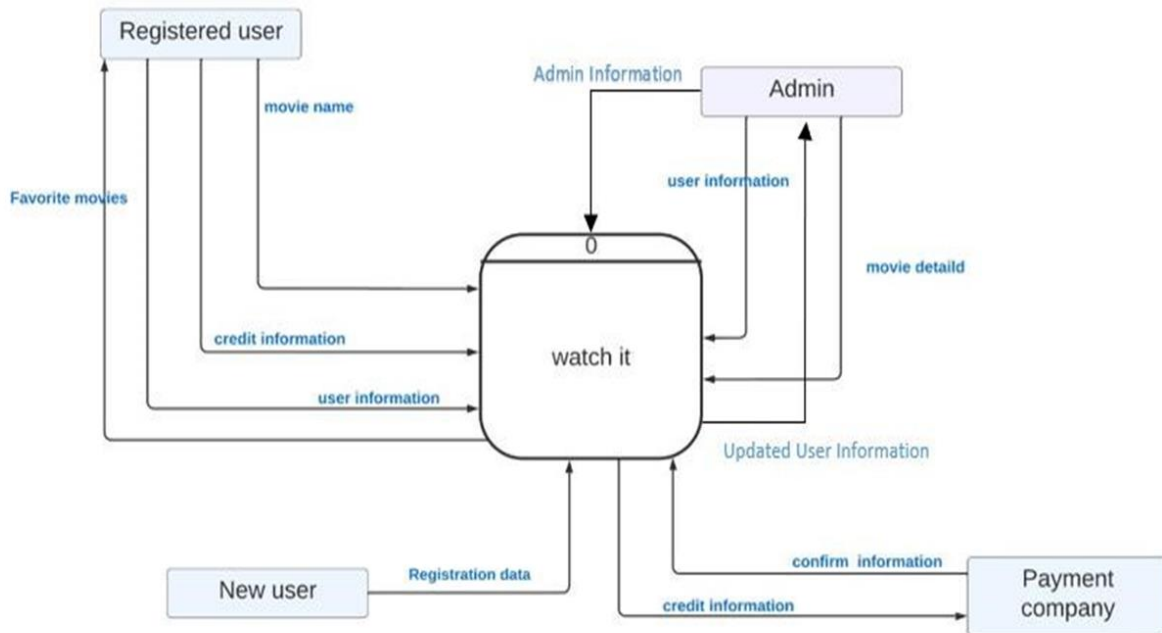 Registered user
Admin Information
Admin
movie name
user information
Favorite movies
0
movie detaild
credit information
watch it
user information
Updated User Information
confirm information
Registration data
New user
credit information
Payment
company